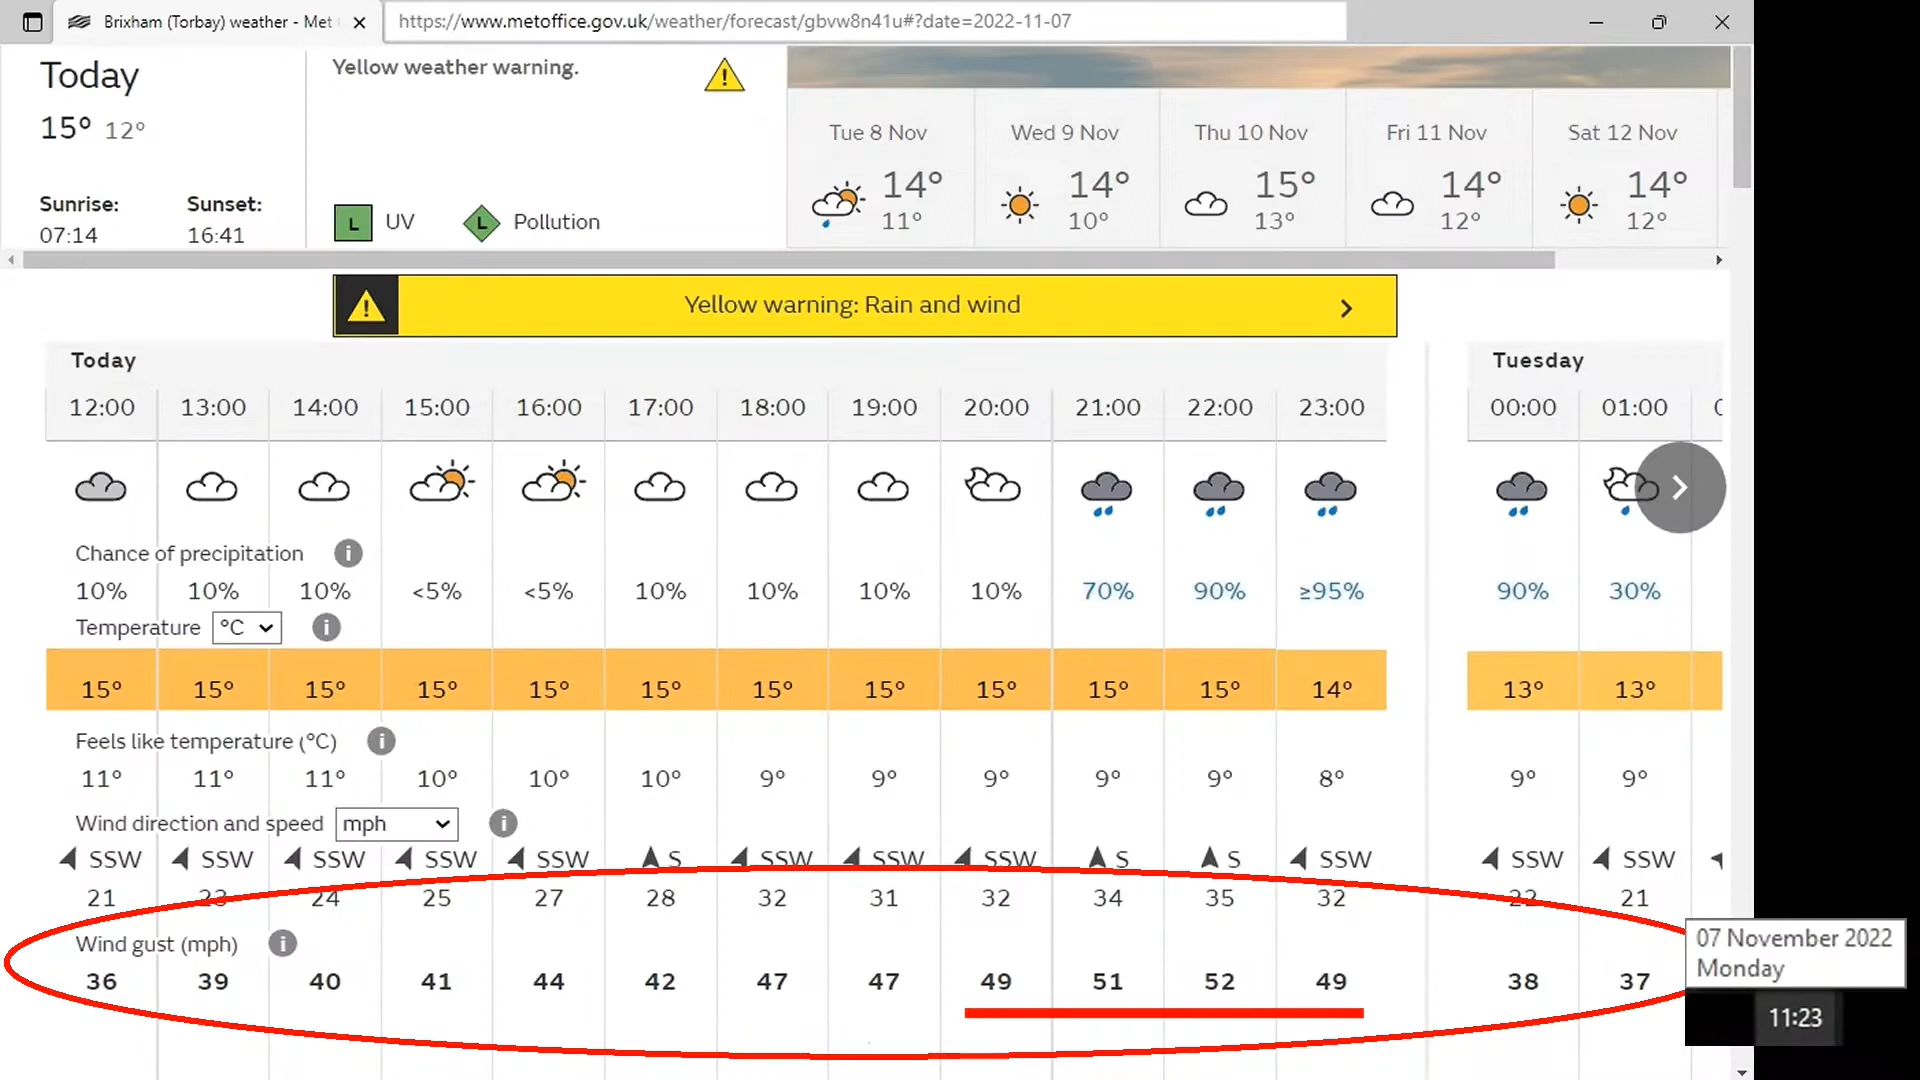 Brixham (Torbay) weather - Met
https://www.metoffice.gov.uk/weather/forecast/gbvw8n41u#?date=2022-11-07
Today
15° 12°
Sunrise: Sunset:
07:14 16:41
Yellow weather warning.
L UV L Pollution
Tue 8 Nov Wed 9 Nov Thu 10 Nov Fri 11 Nov Sat 12 Nov
14° 14° 15° 14° 14°
11° 10° 13° 12° 12°
Yellow warning: Rain and wind
Today Tuesday
12:00 13:00 14:00 15:00 16:00 17:00 18:00 19:00 20:00 21:00 22:00 23:00 00:00 01:00
Chance of precipitation
10% 10% 10% <5% <5% 10% 10% 10% 10% 70% 90% ≥95% 90% 30%
Temperature °C
15° 15° 15° 15° 15° 15° 15° 15° 15° 15° 15° 14° 13° 13°
Feels like temperature (°C)
11° 11° 11° 10° 10° 10° 9° 9° 9° 9° 9° 8° 9° 9°
Wind direction and speed mph
SSW SSW SSW SSW SSW S SSW SSW SSW S S SSW SSW SSW
21 23 24 25 27 28 32 31 32 34 35 32 22 21
Wind gust (mph)
36 39 40 41 44 42 47 47 49 51 52 49 38 37
07 November 2022
Monday
11:23